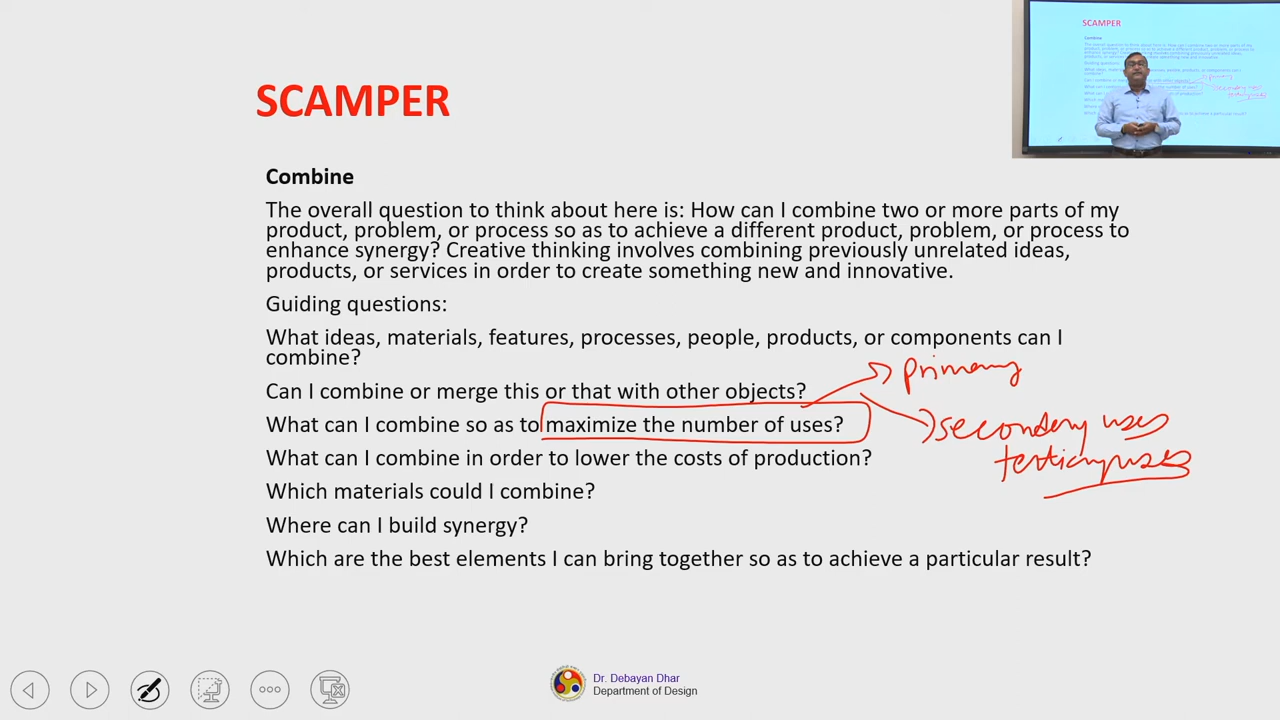 SCAMPER
Combine
The overall question to think about here is: How can I combine two or more parts of my
product, problem, or process so as to achieve a different product, problem, or process to
enhance synergy? Creative thinking involves combining previously unrelated ideas,
products, or services in order to create something new and innovative.
Guiding questions:
What ideas, materials, features, processes, people, products, or components can I
combine?
Can I combine or merge this or that with other objects?
primary
What can I combine so as to maximize the number of uses?
secondary uses
tertiary uses
What can I combine in order to lower the costs of production?
Which materials could I combine?
Where can I build synergy?
Which are the best elements I can bring together so as to achieve a particular result?
Dr. Debayan Dhar
Department of Design
SCAMPER
Combine